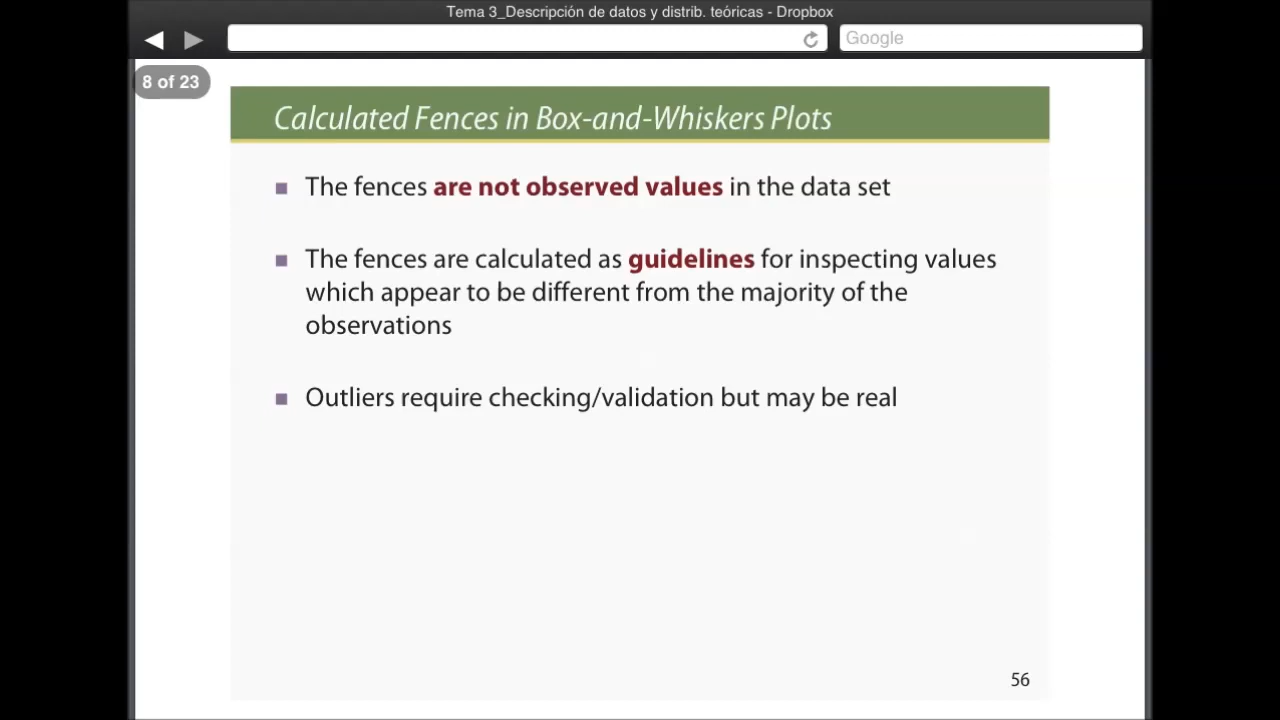 Tema 3_Descripción de datos y distrib. teóricas - Dropbox
Google
8 of 23
Calculated Fences in Box-and-Whiskers Plots
The fences are not observed values in the data set
The fences are calculated as guidelines for inspecting values
which appear to be different from the majority of the
observations
Outliers require checking/validation but may be real
56